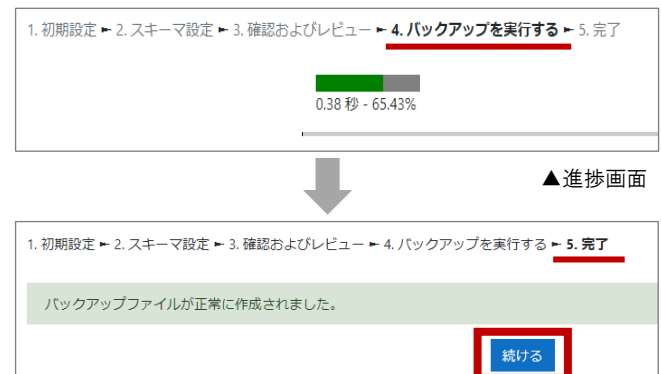 1. 初期設定 ► 2. スキーマ設定 ► 3. 確認およびレビュー ► 4. バックアップを実行する ► 5. 完了
0.38 秒 - 65.43%
▲進捗画面
1. 初期設定 ► 2. スキーマ設定 ► 3. 確認およびレビュー ► 4. バックアップを実行する ► 5. 完了
バックアップファイルが正常に作成されました。
続ける